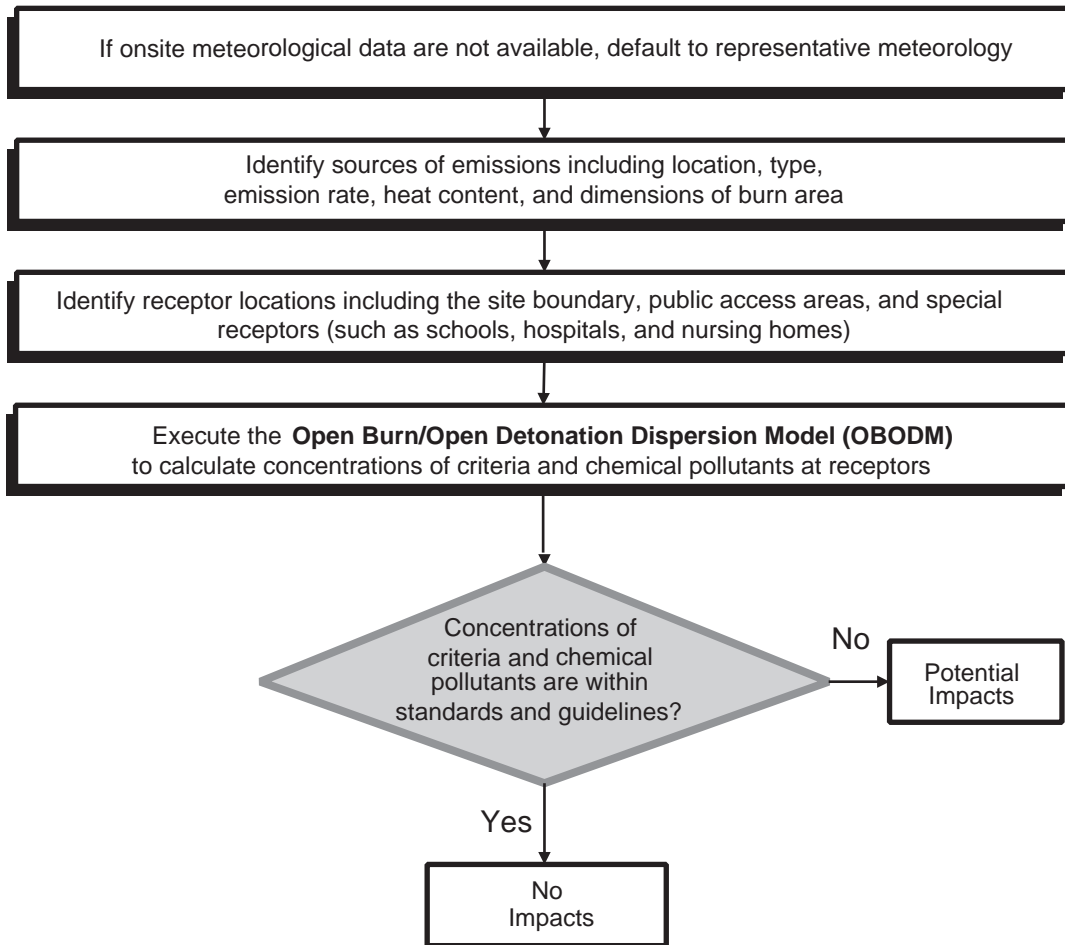 If onsite meteorological data are not available, default to representative meteorology
Identify sources of emissions including location, type,
emission rate, heat content, and dimensions of burn area
Identify receptor locations including the site boundary, public access areas, and special
receptors (such as schools, hospitals, and nursing homes)
Execute the Open Burn/Open Detonation Dispersion Model (OBODM)
to calculate concentrations of criteria and chemical pollutants at receptors
Concentrations of
criteria and chemical
pollutants are within
standards and guidelines?
No
Potential
Impacts
Yes
No
Impacts